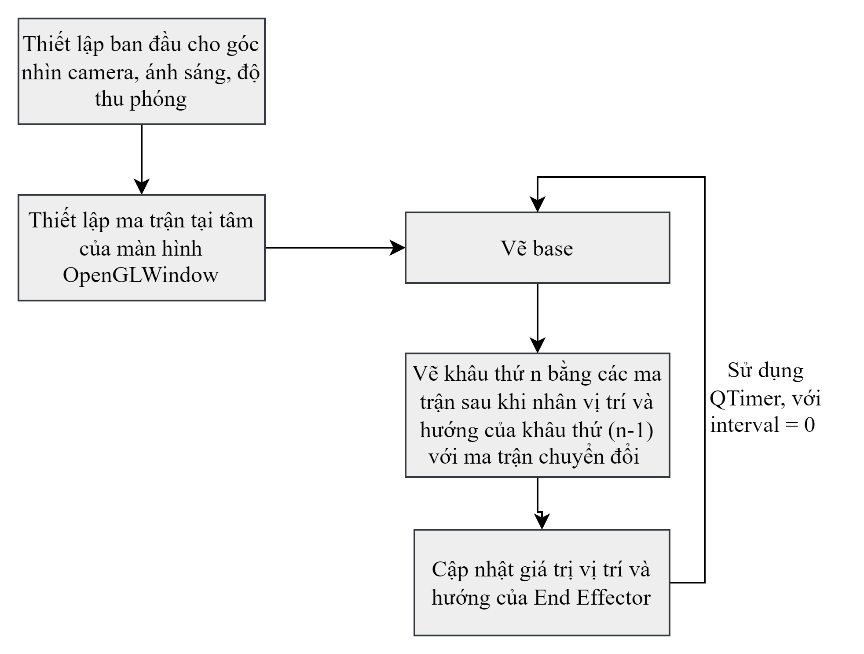 Thiết lập ban đầu cho góc
nhìn camera, ánh sáng, độ
thu phóng
Thiết lập ma trận tại tâm
của màn hình
OpenGLWindow
Vẽ base
Vẽ khâu thứ n bằng các ma
trận sau khi nhân vị trí và
hướng của khâu thứ (n-1)
với ma trận chuyển đổi
Sử dụng
QTimer, với
interval = 0
Cập nhật giá trị vị trí và
hướng của End Effector